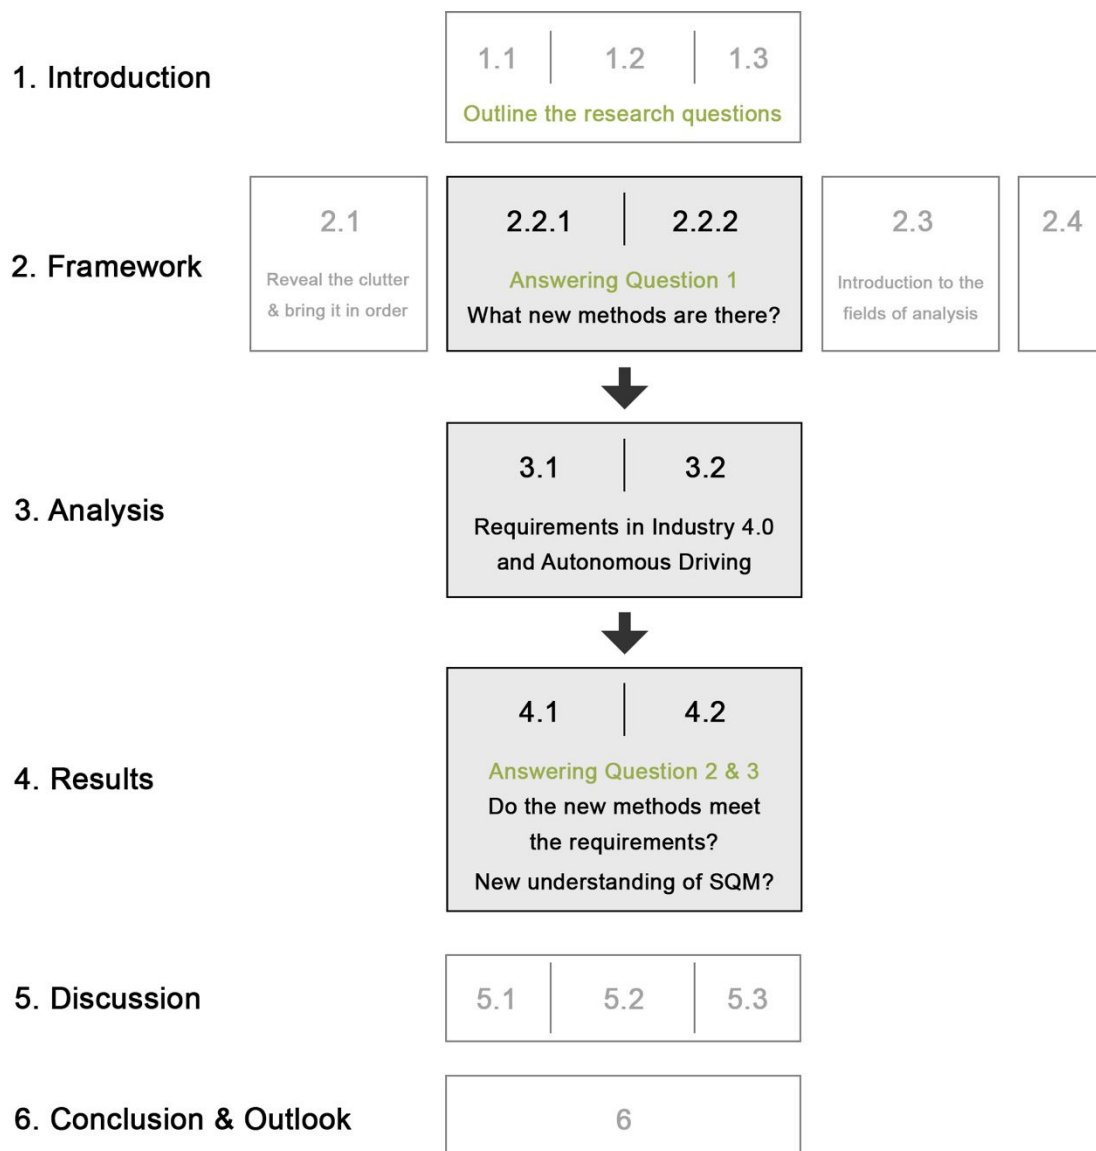 1. Introduction
1.1 1.2 1.3
Outline the research questions
2. Framework
2.1
Reveal the clutter
& bring it in order
2.2.1 2.2.2
Answering Question 1
What new methods are there?
2.3
Introduction to the
fields of analysis
2.4
3. Analysis
3.1 3.2
Requirements in Industry 4.0
and Autonomous Driving
4. Results
4.1 4.2
Answering Question 2 & 3
Do the new methods meet
the requirements?
New understanding of SQM?
5. Discussion
5.1 5.2 5.3
6. Conclusion & Outlook
6